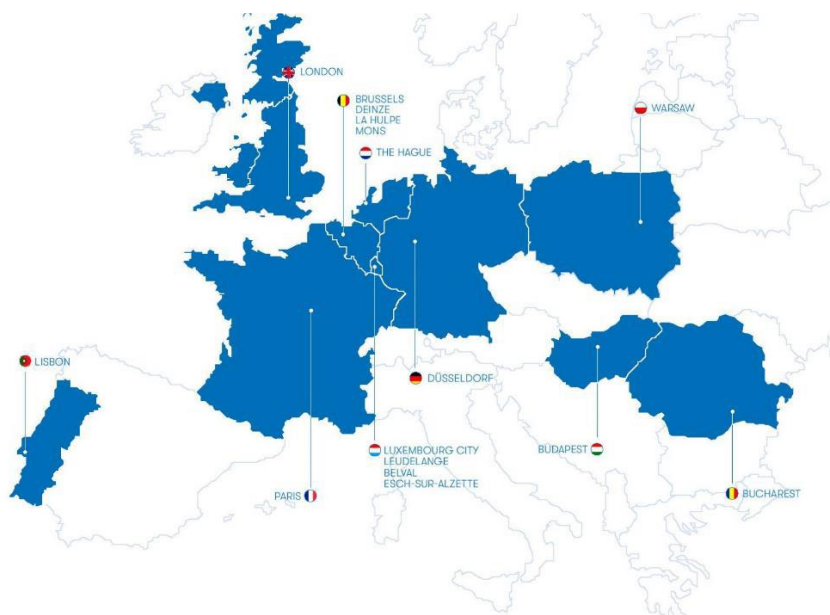 LONDON
BRUSSELS
DEINZE
LA HULPE
MONS
THE HAGUE
WARSAW
LISBON
DÜSSELDORF
LUXEMBOURG CITY
LEUDELANGE
BELVAL
ESCH-SUR-ALZETTE
BUDAPEST
PARIS
BUCHAREST